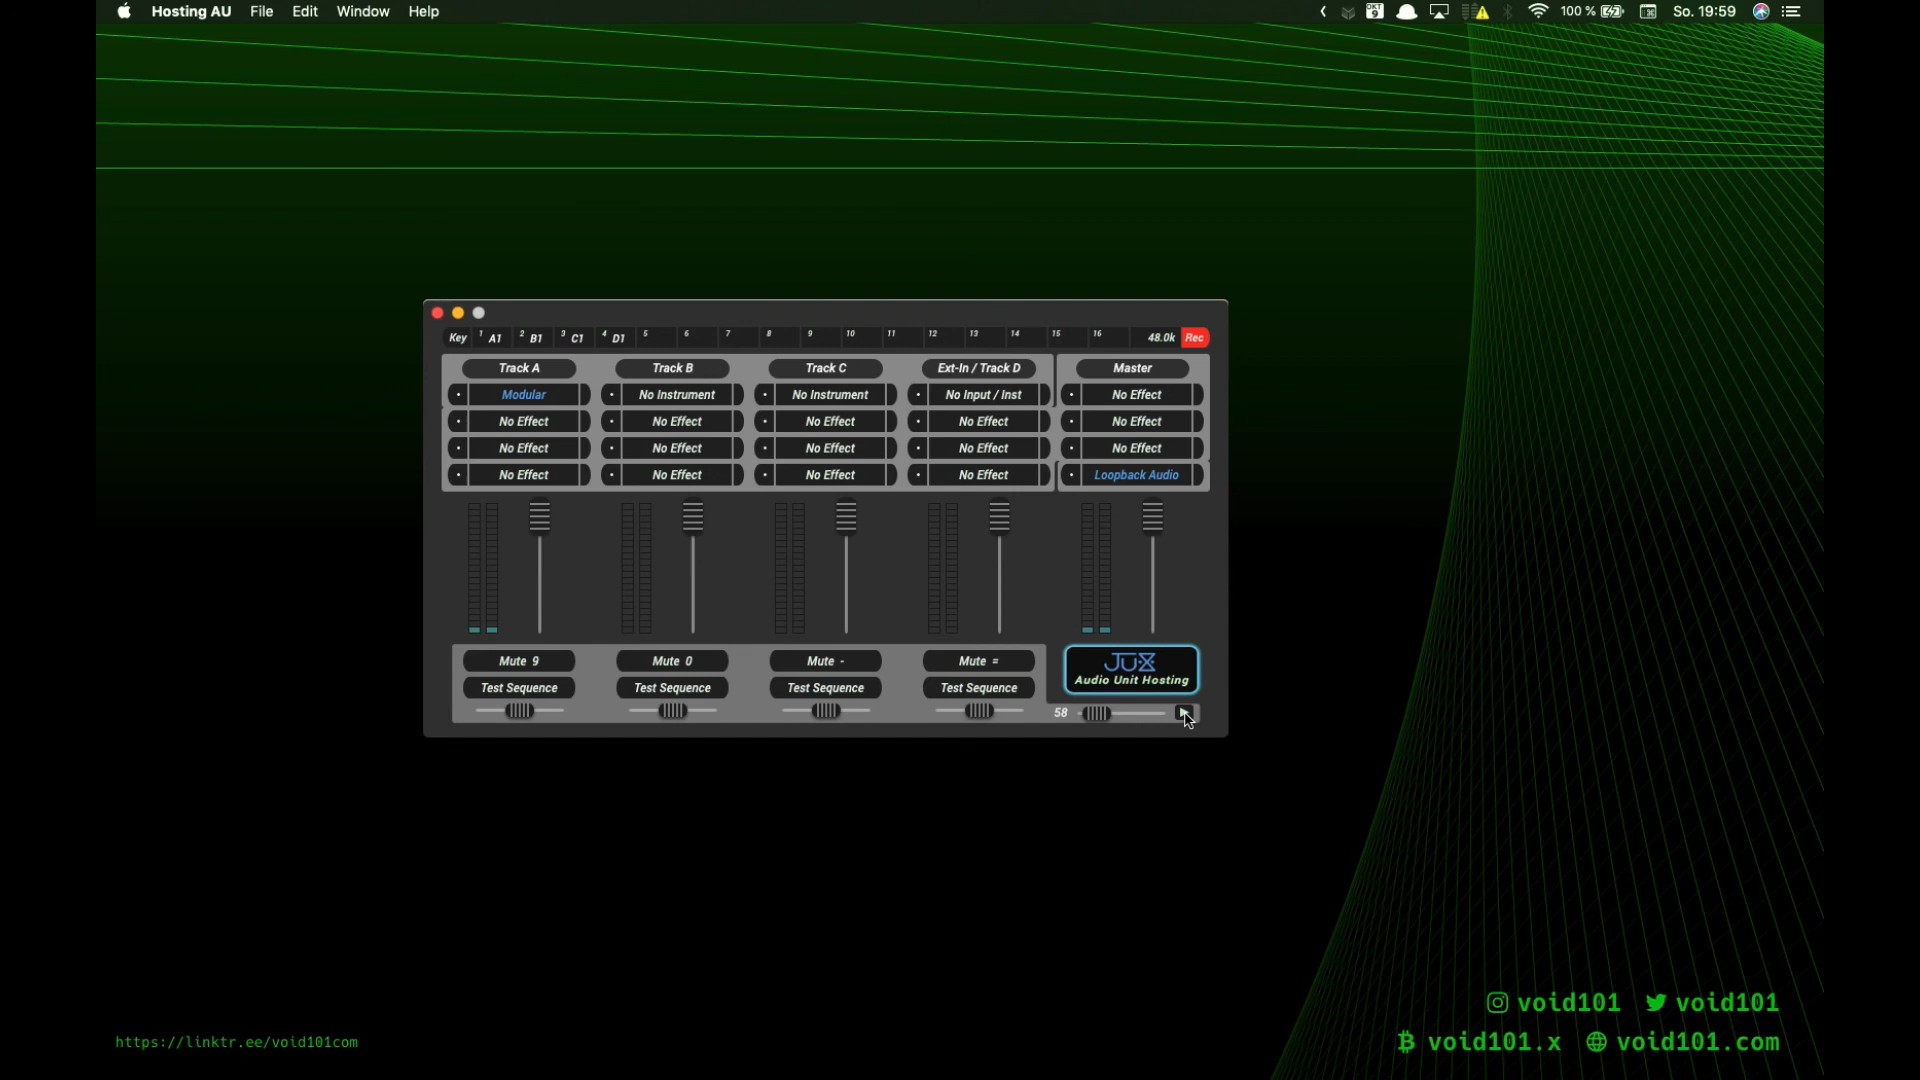 Hosting AU File Edit Window Help
OKT 9 100 % So. 19:59
Key 1 A1 2 B1 3 C1 4 D1 5 6 7 8 9 10 11 12 13 14 15 16 48.0k Rec
Track A Track B Track C Ext-In / Track D Master
Modular No Instrument No Instrument No Input / Inst No Effect
No Effect No Effect No Effect No Effect No Effect
No Effect No Effect No Effect No Effect No Effect
No Effect No Effect No Effect No Effect Loopback Audio
Mute 9 Mute 0 Mute - Mute =
Test Sequence Test Sequence Test Sequence Test Sequence
JUX
Audio Unit Hosting
58
void101 void101
void101.x void101.com
https://linktr.ee/void101com